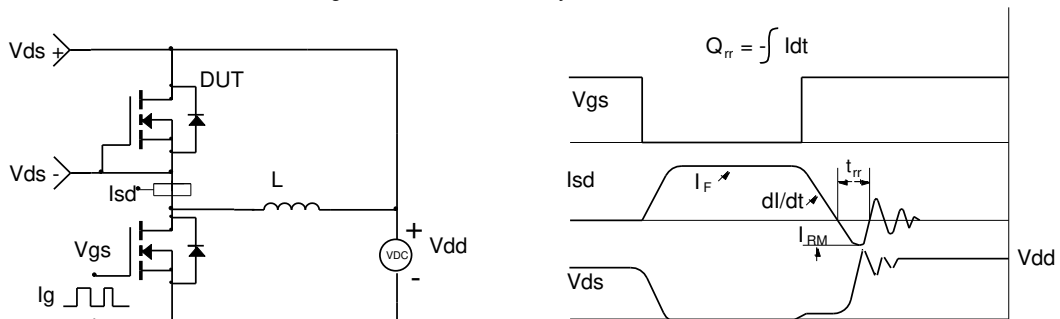 Vds +
DUT
Vds -
Isd
L
Vgs
Ig
+
VDC
-
Vdd
Qrr = -∫ Idt
Vgs
Isd
IF
dI/dt
trr
IRM
Vds
Vdd